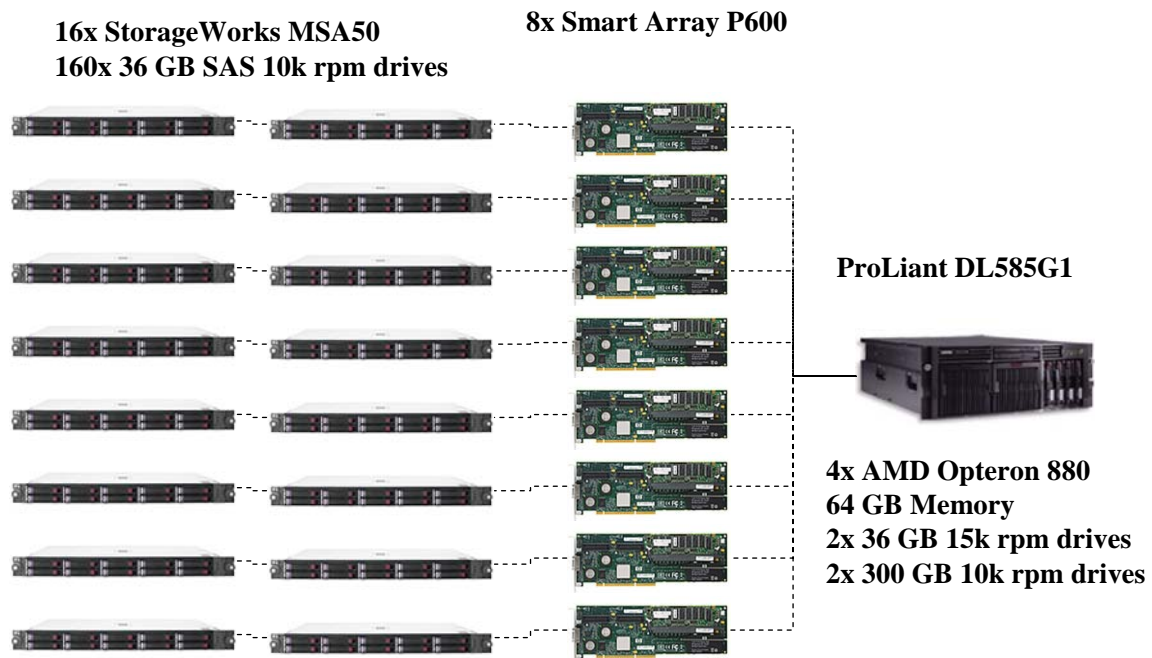 16x StorageWorks MSA50
160x 36 GB SAS 10k rpm drives
8x Smart Array P600
ProLiant DL585G1
4x AMD Opteron 880
64 GB Memory
2x 36 GB 15k rpm drives
2x 300 GB 10k rpm drives